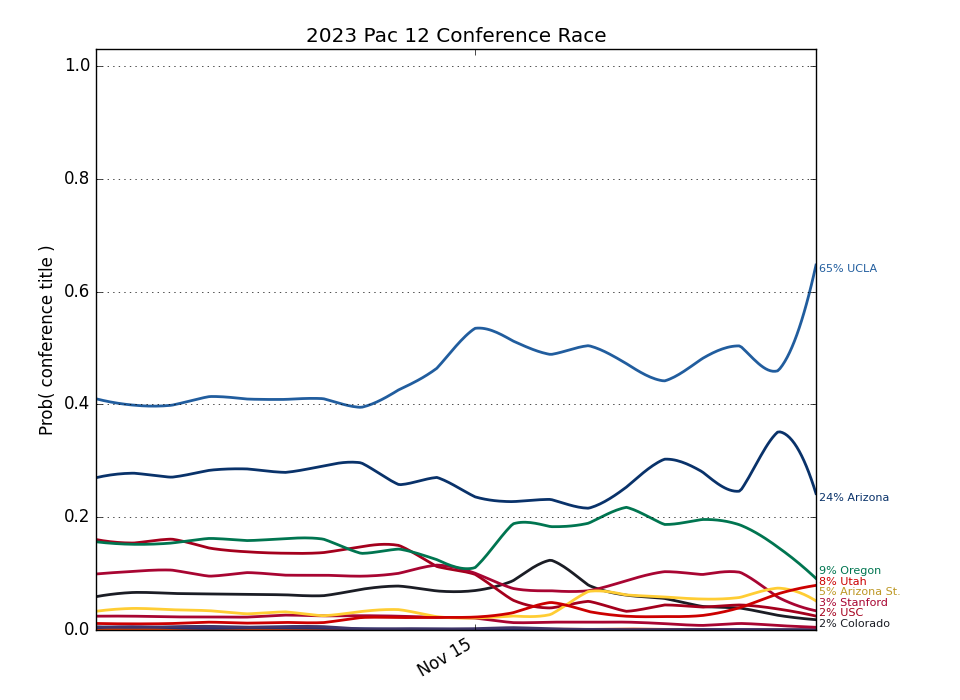 2023 Pac 12 Conference Race
Prob( conference title )
1.0
0.8
0.6
0.4
0.2
0.0
Nov 15
65% UCLA
24% Arizona
9% Oregon
8% Utah
5% Arizona St.
3% Stanford
2% USC
2% Colorado